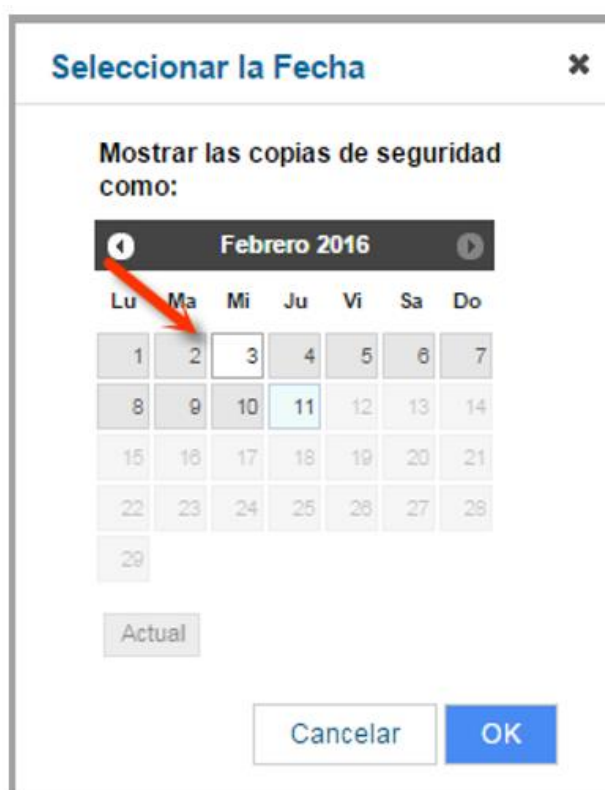 Seleccionar la Fecha
Mostrar las copias de seguridad
como:
Febrero 2016
Lu Ma Mi Ju Vi Sa Do
1 2 3 4 5 6 7
8 9 10 11 12 13 14
15 16 17 18 19 20 21
22 23 24 25 26 27 28
29
Actual
Cancelar OK